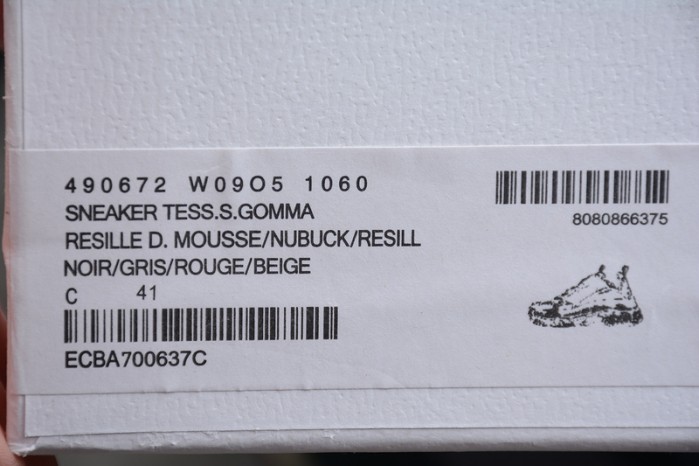 490672 W09O5 1060
8080866375
SNEAKER TESS.S.GOMMA
RESILLE D. MOUSSE/NUBUCK/RESILL
NOIR/GRIS/ROUGE/BEIGE
C 41
ECBA700637C